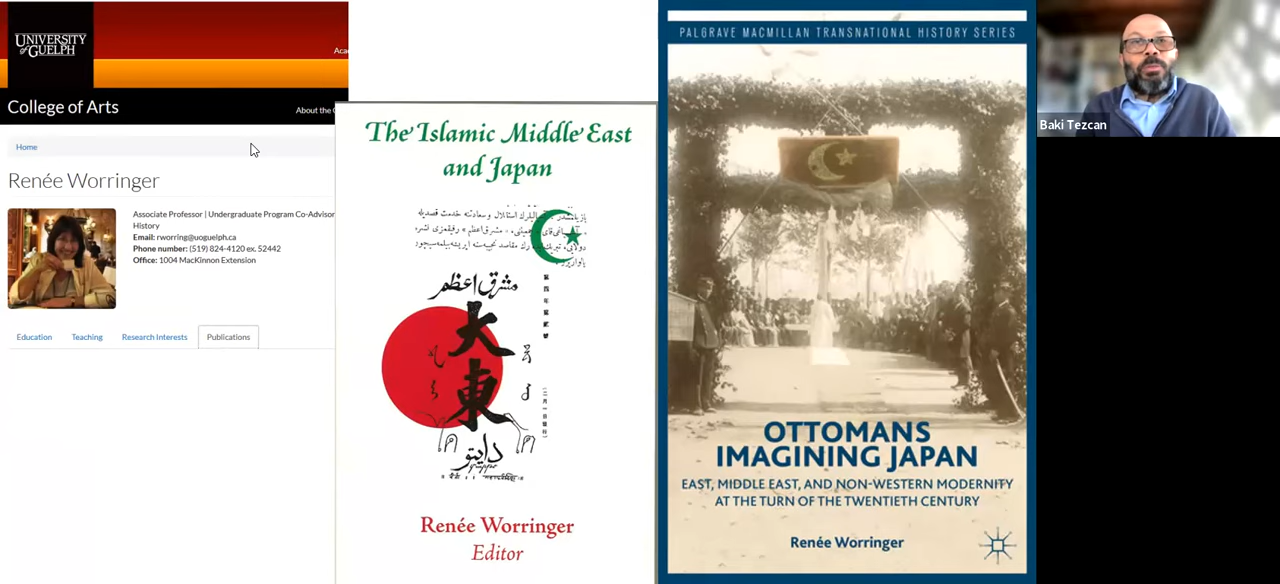 UNIVERSITY
of GUELPH
Aca
College of Arts
About the
Home
Renée Worringer
Associate Professor | Undergraduate Program Co-Advisor
History
Email: rworring@uoguelph.ca
Phone number: (519) 824-4120 ex. 52442
Office: 1004 MacKinnon Extension
Education Teaching Research Interests Publications
The Islamic Middle East
and Japan
مشرق اعظم
大
東
دايتو
Renée Worringer
Editor
PALGRAVE MACMILLAN TRANSNATIONAL HISTORY SERIES
OTTOMANS
IMAGINING JAPAN
EAST, MIDDLE EAST, AND NON-WESTERN MODERNITY
AT THE TURN OF THE TWENTIETH CENTURY
Renée Worringer
Baki Tezcan